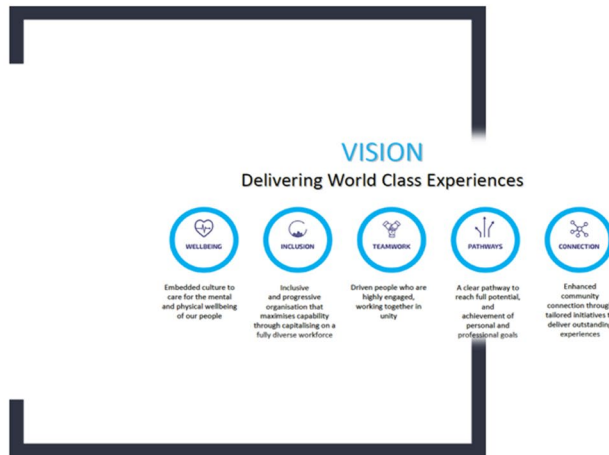 VISION
Delivering World Class Experiences
WELLBEING
INCLUSION
TEAMWORK
PATHWAYS
CONNECTION
Embedded culture to
care for the mental
and physical wellbeing
of our people
Inclusive
and progressive
organisation that
maximises capability
through capitalising on a
fully diverse workforce
Driven people who are
highly engaged,
working together in
unity
A clear pathway to
reach full potential,
and
achievement of
personal and
professional goals
Enhanced
community
connection through
tailored initiatives t
deliver outstanding
experiences